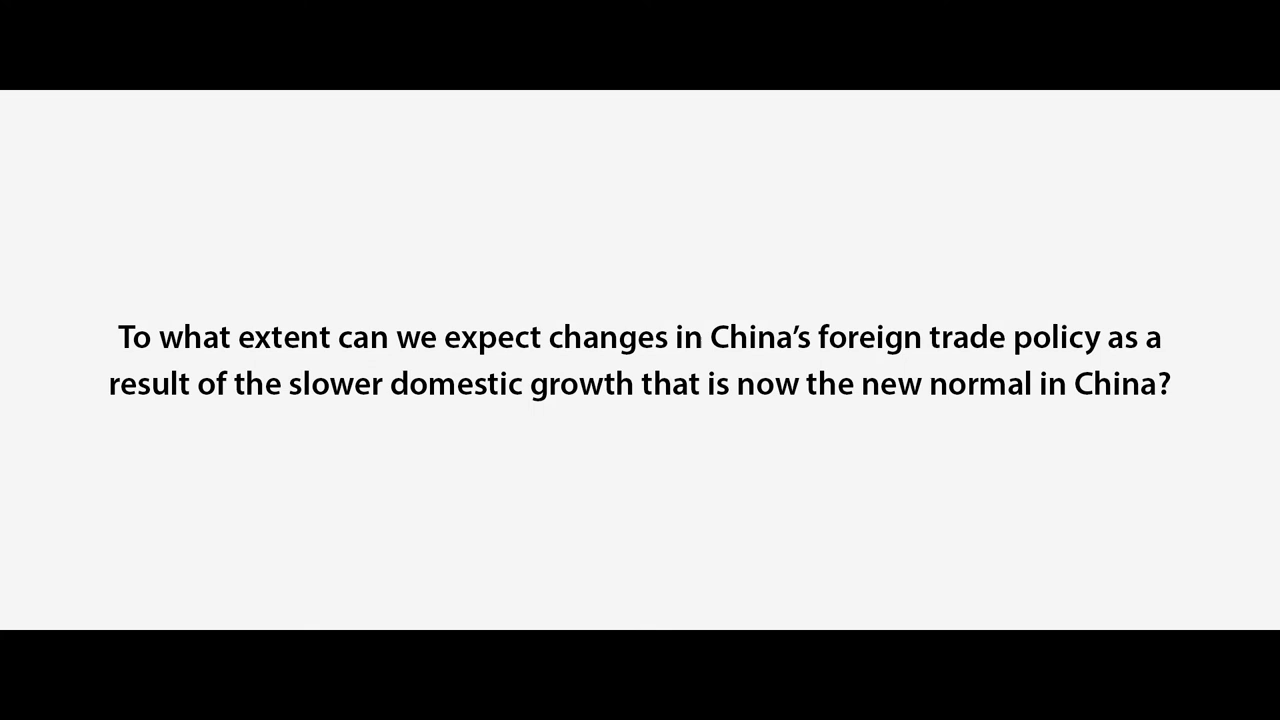 To what extent can we expect changes in China’s foreign trade policy as a
result of the slower domestic growth that is now the new normal in China?